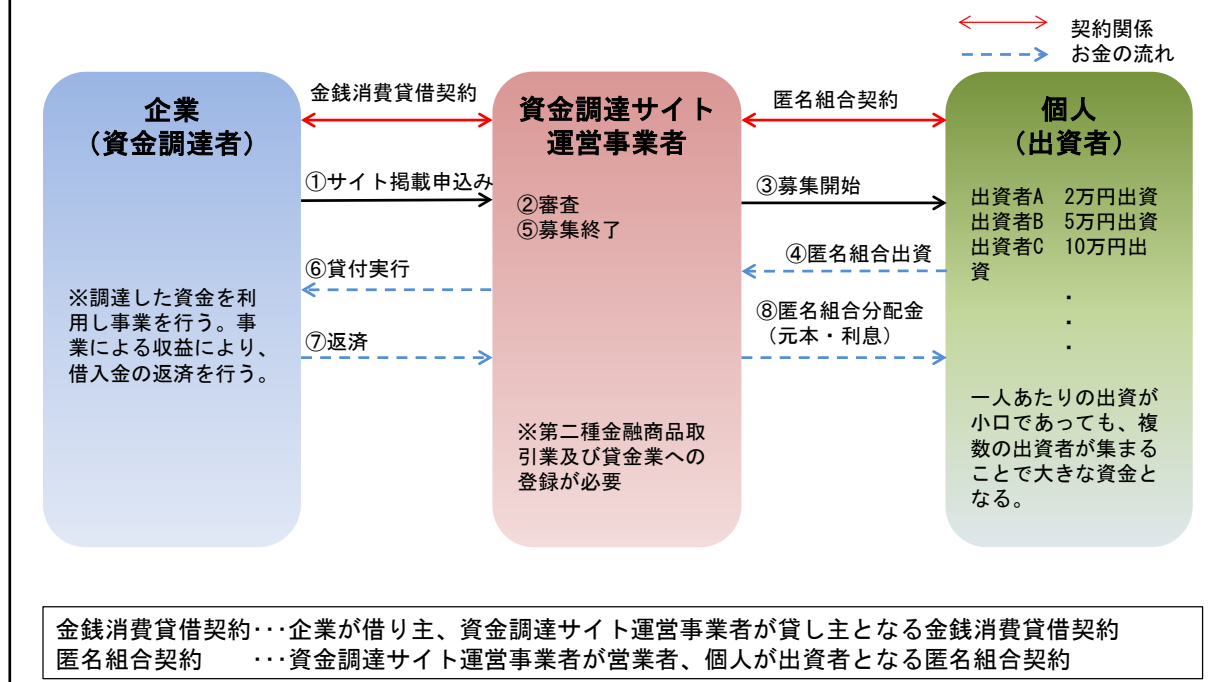 契約関係
お金の流れ
企業
（資金調達者）
※調達した資金を利
用し事業を行う。事
業による収益により、
借入金の返済を行う。
金銭消費貸借契約
①サイト掲載申込み
⑥貸付実行
⑦返済
資金調達サイト
運営事業者
②審査
⑤募集終了
※第二種金融商品取
引業及び貸金業への
登録が必要
匿名組合契約
③募集開始
④匿名組合出資
⑧匿名組合分配金
（元本・利息）
個人
（出資者）
出資者A　2万円出資
出資者B　5万円出資
出資者C　10万円出
資
・
・
・
一人あたりの出資が
小口であっても、複
数の出資者が集まる
ことで大きな資金と
なる。
金銭消費貸借契約･･･企業が借り主、資金調達サイト運営事業者が貸し主となる金銭消費貸借契約
匿名組合契約　　･･･資金調達サイト運営事業者が営業者、個人が出資者となる匿名組合契約